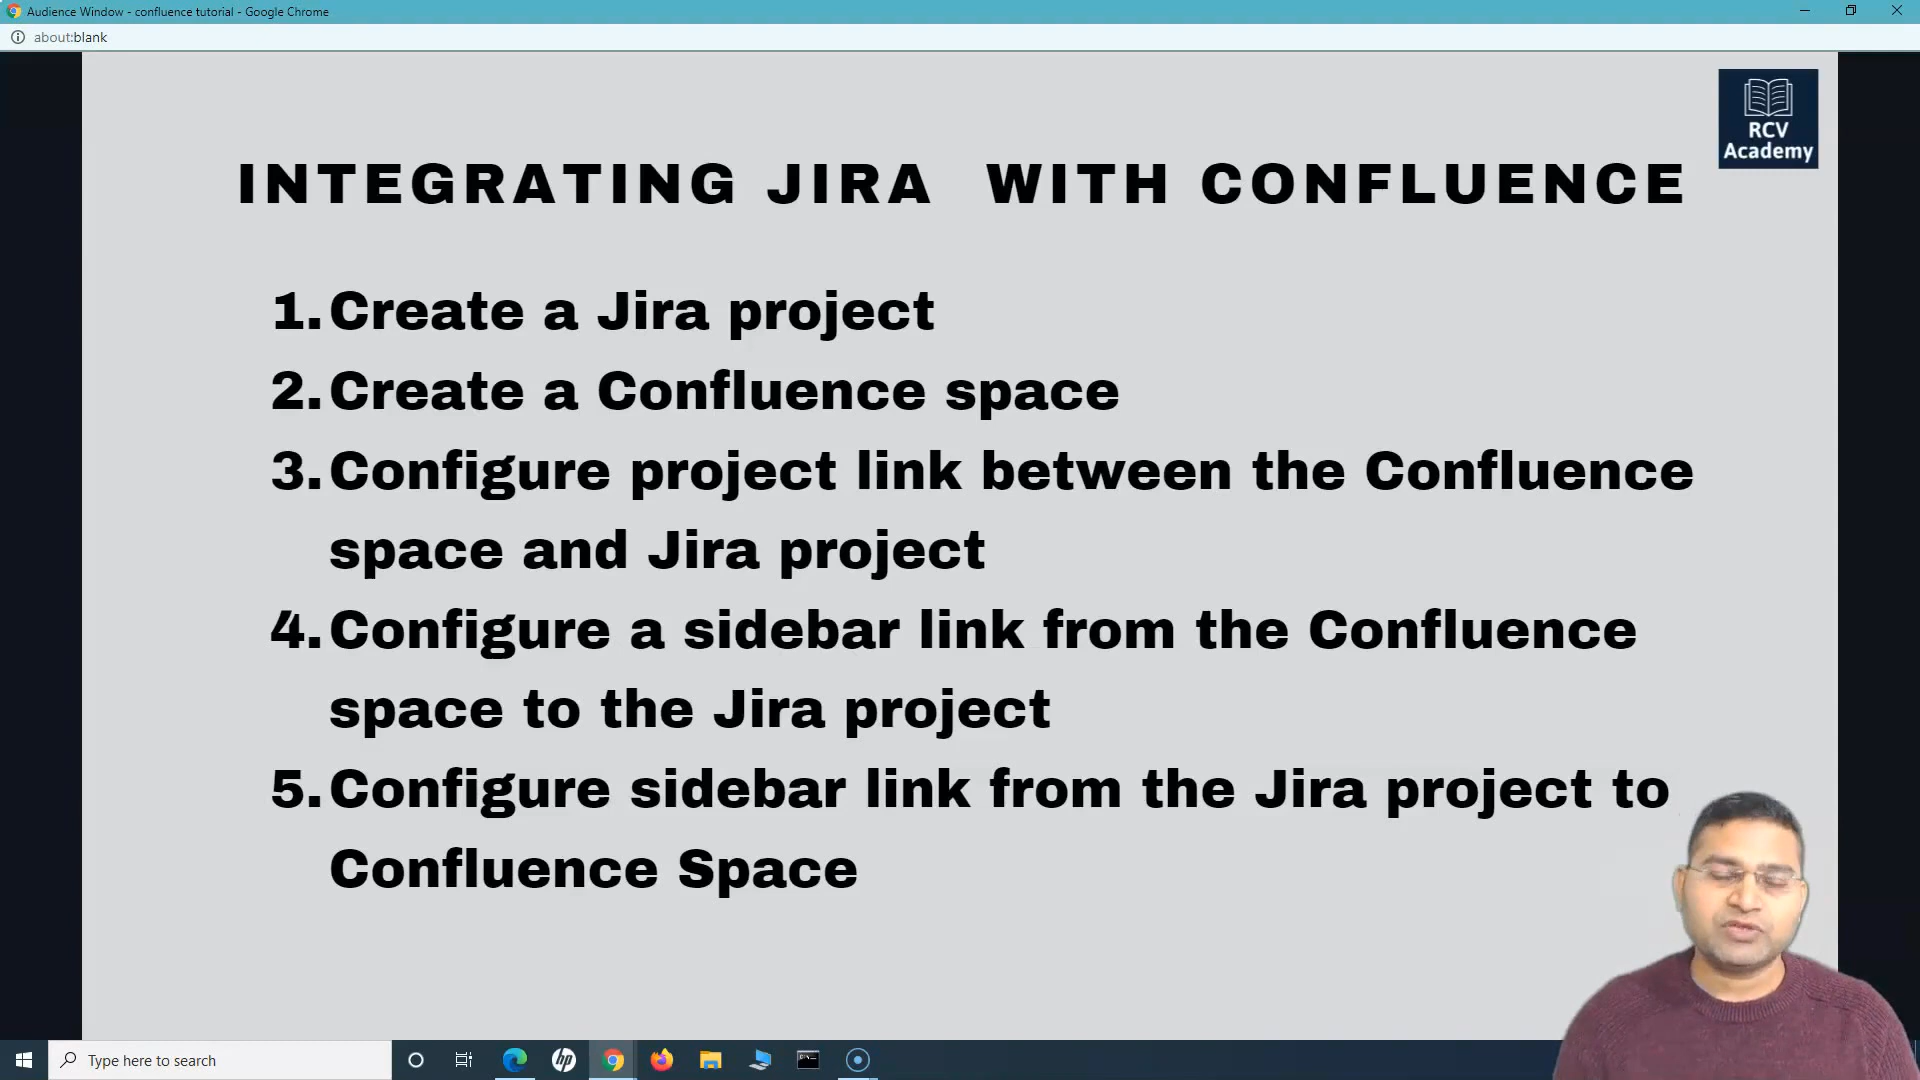 Audience Window - confluence tutorial - Google Chrome
about:blank
RCV
Academy
INTEGRATING JIRA WITH CONFLUENCE
1. Create a Jira project
2. Create a Confluence space
3. Configure project link between the Confluence
space and Jira project
4. Configure a sidebar link from the Confluence
space to the Jira project
5. Configure sidebar link from the Jira project to
Confluence Space
hp
Type here to search